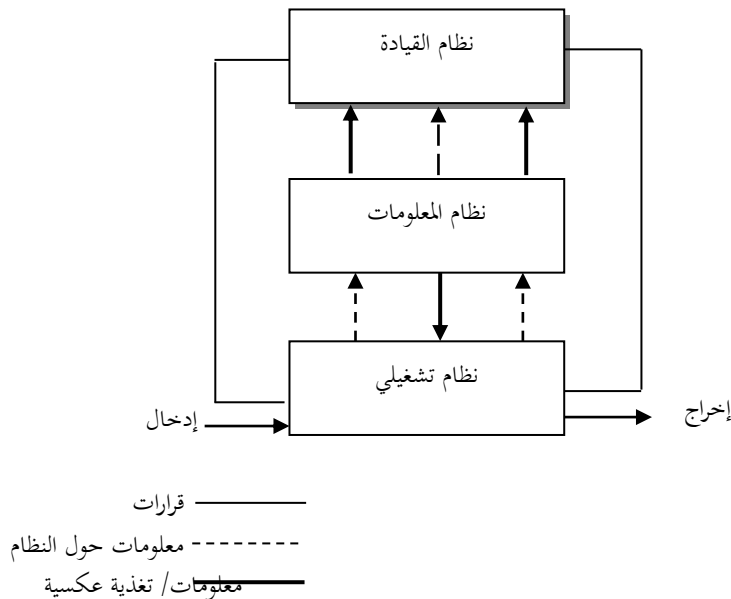 نظام القيادة
نظام المعلومات
نظام تشغيلي
إخراج
إدخال
قرارات
معلومات حول النظام
معلومات/ تغذية عكسية